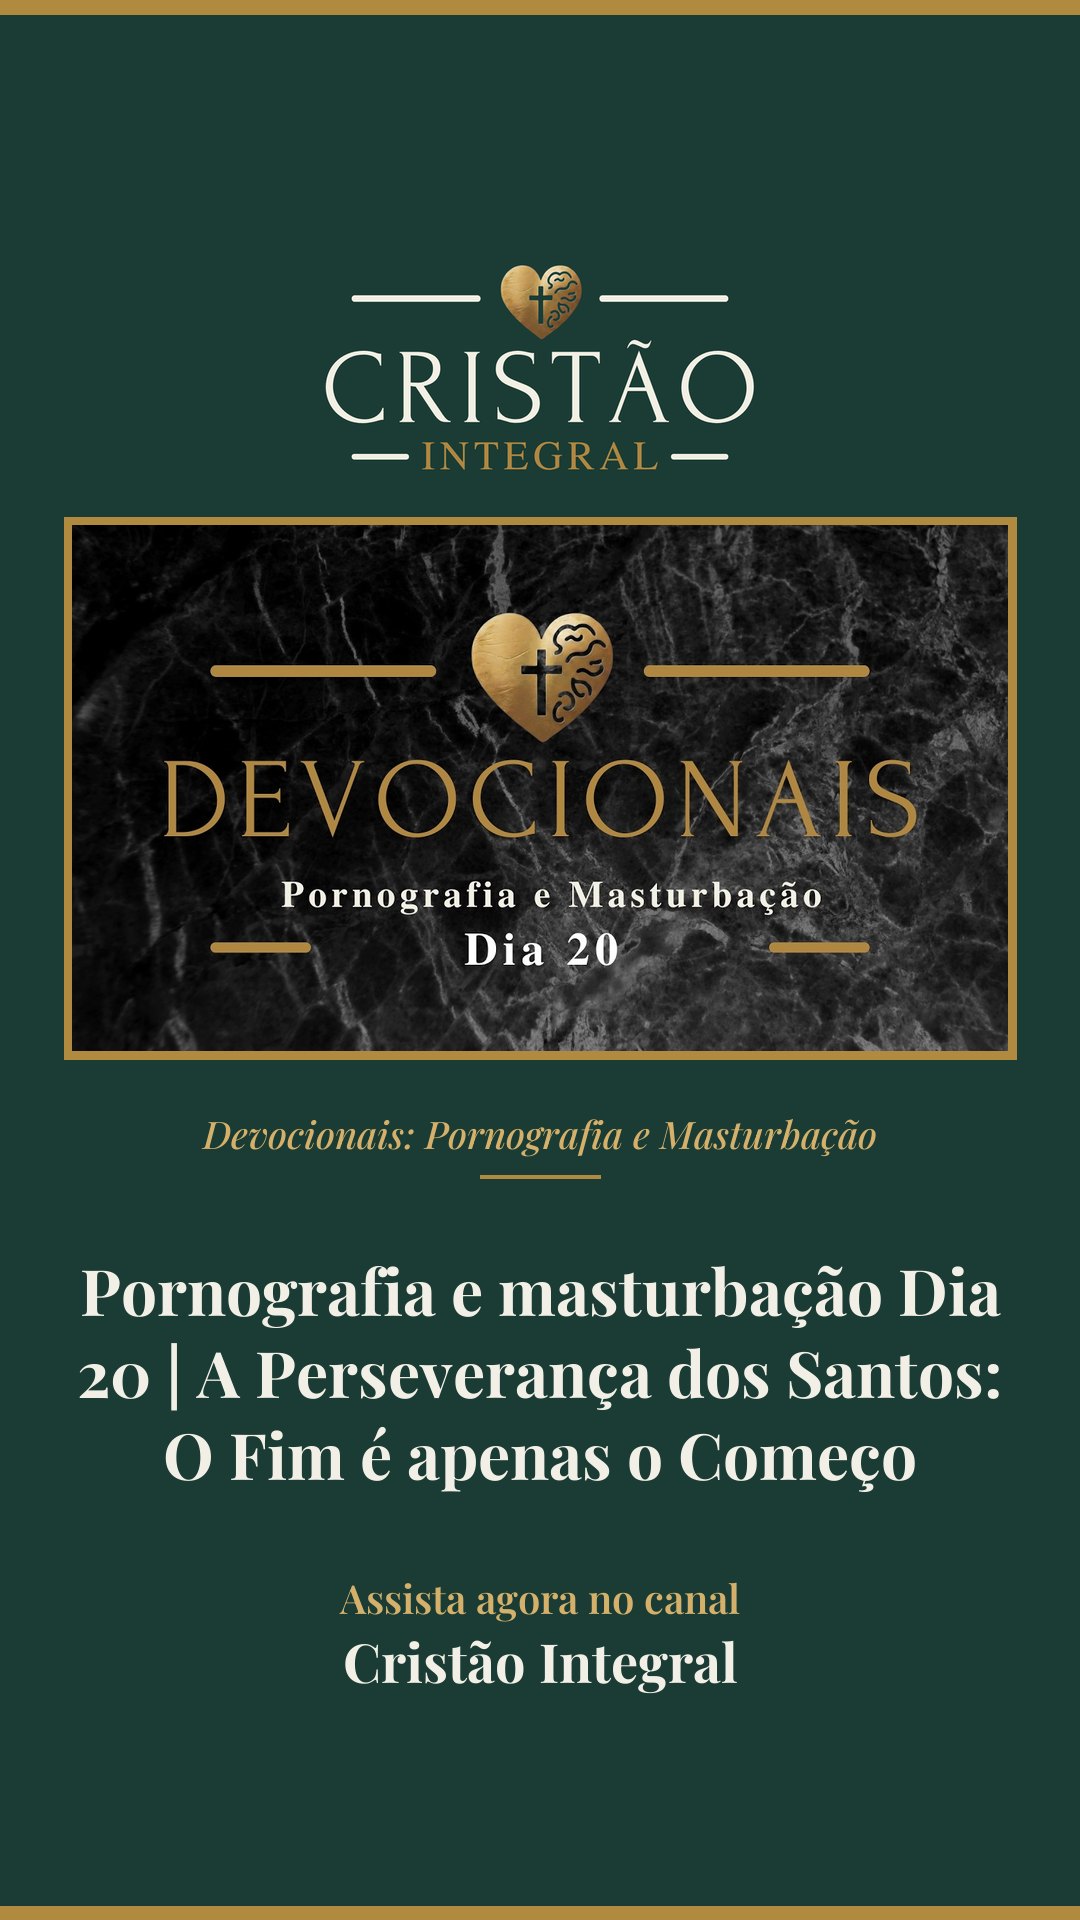 CRISTÃO
INTEGRAL
DEVOCIONAIS
Pornografia e Masturbação
Dia 20
Devocionais: Pornografia e Masturbação
Pornografia e masturbação Dia
20 | A Perseverança dos Santos:
O Fim é apenas o Começo
Assista agora no canal
Cristão Integral